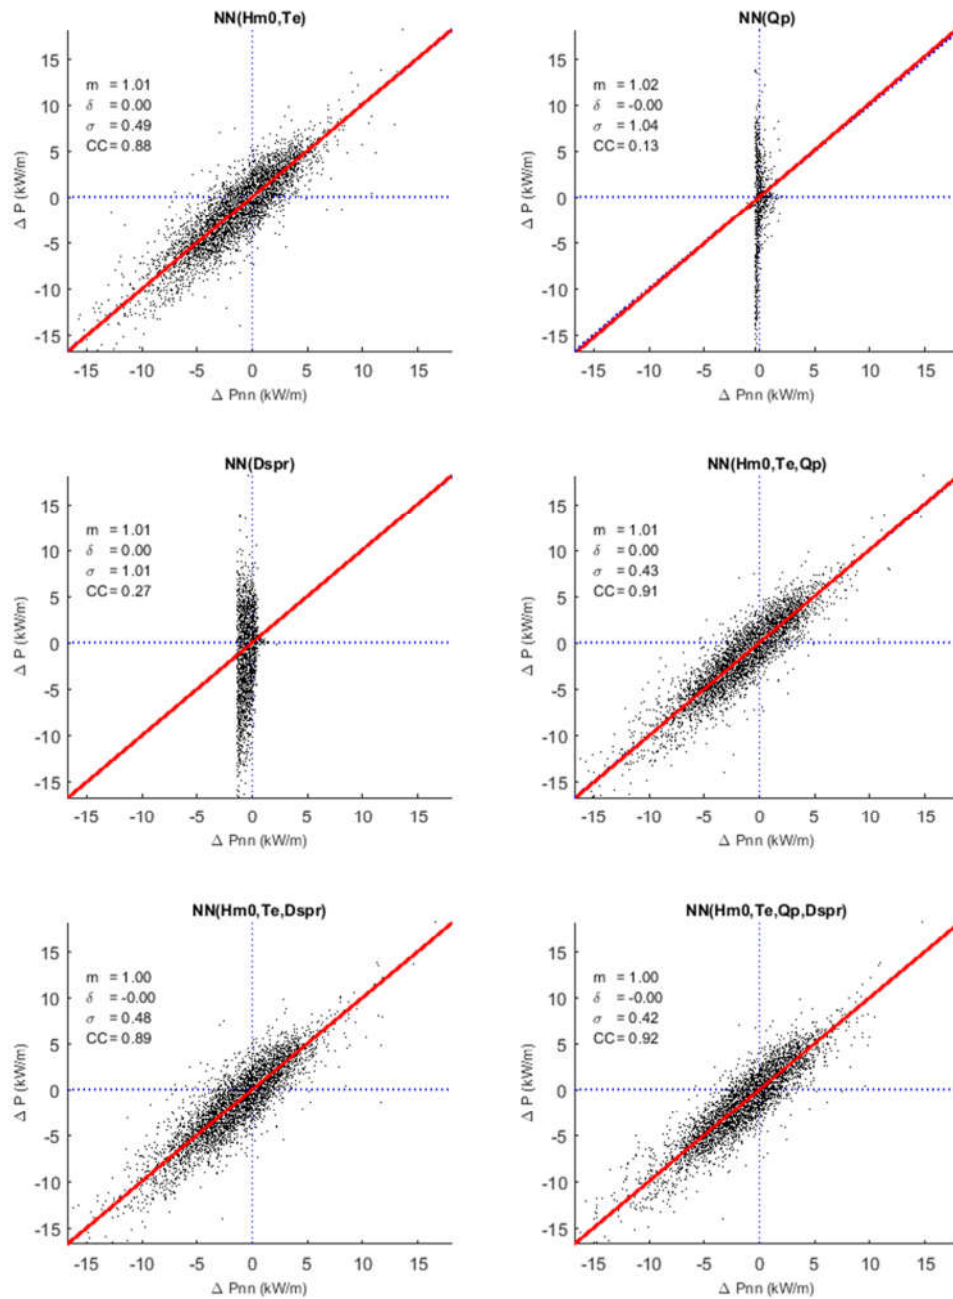 NN(Hm0,Te)
15
10
5
0
-5
-10
-15
Δ P (kW/m)
m = 1.01
δ = 0.00
σ = 0.49
CC = 0.88
-15 -10 -5 0 5 10 15
Δ Pnn (kW/m)
NN(Qp)
15
10
5
0
-5
-10
-15
Δ P (kW/m)
m = 1.02
δ = -0.00
σ = 1.04
CC = 0.13
-15 -10 -5 0 5 10 15
Δ Pnn (kW/m)
NN(Dspr)
15
10
5
0
-5
-10
-15
Δ P (kW/m)
m = 1.01
δ = 0.00
σ = 1.01
CC = 0.27
-15 -10 -5 0 5 10 15
Δ Pnn (kW/m)
NN(Hm0,Te,Qp)
15
10
5
0
-5
-10
-15
Δ P (kW/m)
m = 1.01
δ = 0.00
σ = 0.43
CC = 0.91
-15 -10 -5 0 5 10 15
Δ Pnn (kW/m)
NN(Hm0,Te,Dspr)
15
10
5
0
-5
-10
-15
Δ P (kW/m)
m = 1.00
δ = -0.00
σ = 0.48
CC = 0.89
-15 -10 -5 0 5 10 15
Δ Pnn (kW/m)
NN(Hm0,Te,Qp,Dspr)
15
10
5
0
-5
-10
-15
Δ P (kW/m)
m = 1.00
δ = -0.00
σ = 0.42
CC = 0.92
-15 -10 -5 0 5 10 15
Δ Pnn (kW/m)